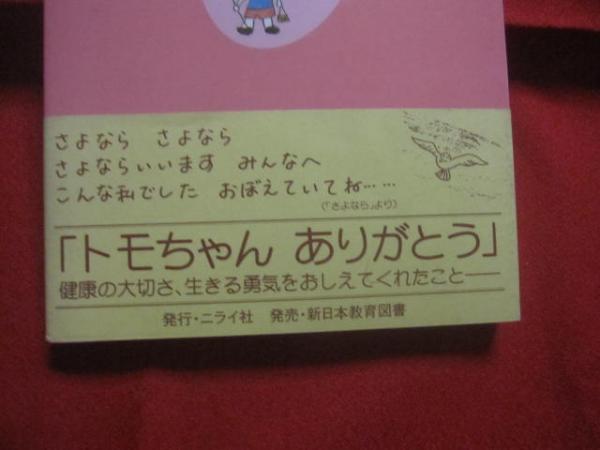 さよなら　さよなら
さよならいいます　みんなへ
こんな私でした　おぼえていてね……
(「さよなら」より)
「トモちゃん ありがとう」
健康の大切さ、生きる勇気をおしえてくれたこと――
発行・ニライ社　発売・新日本教育図書